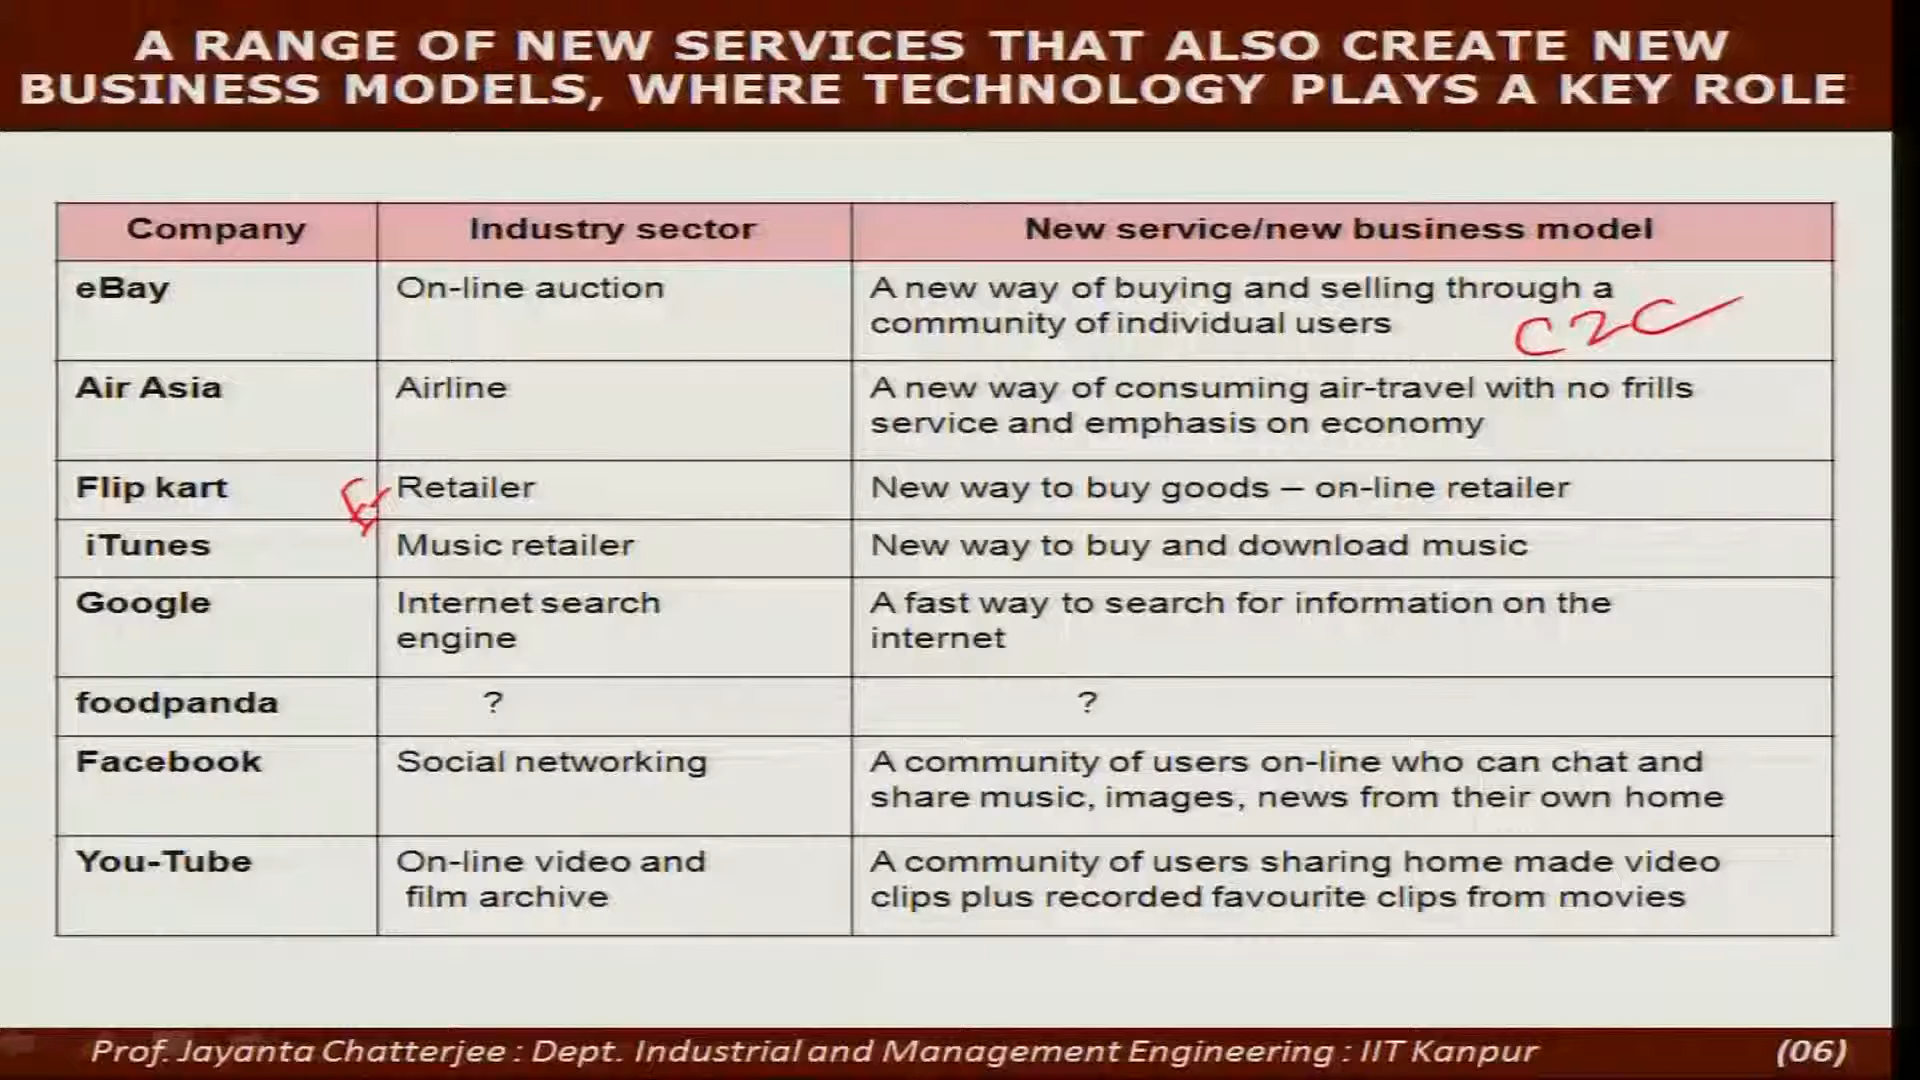 A RANGE OF NEW SERVICES THAT ALSO CREATE NEW
BUSINESS MODELS, WHERE TECHNOLOGY PLAYS A KEY ROLE
Company Industry sector New service/new business model
eBay On-line auction A new way of buying and selling through a
community of individual users
C2C
Air Asia Airline A new way of consuming air-travel with no frills
service and emphasis on economy
Flip kart Retailer New way to buy goods – on-line retailer
iTunes Music retailer New way to buy and download music
Google Internet search A fast way to search for information on the
engine internet
foodpanda ? ?
Facebook Social networking A community of users on-line who can chat and
share music, images, news from their own home
You-Tube On-line video and A community of users sharing home made video
film archive clips plus recorded favourite clips from movies
Prof. Jayanta Chatterjee : Dept. Industrial and Management Engineering : IIT Kanpur (06)